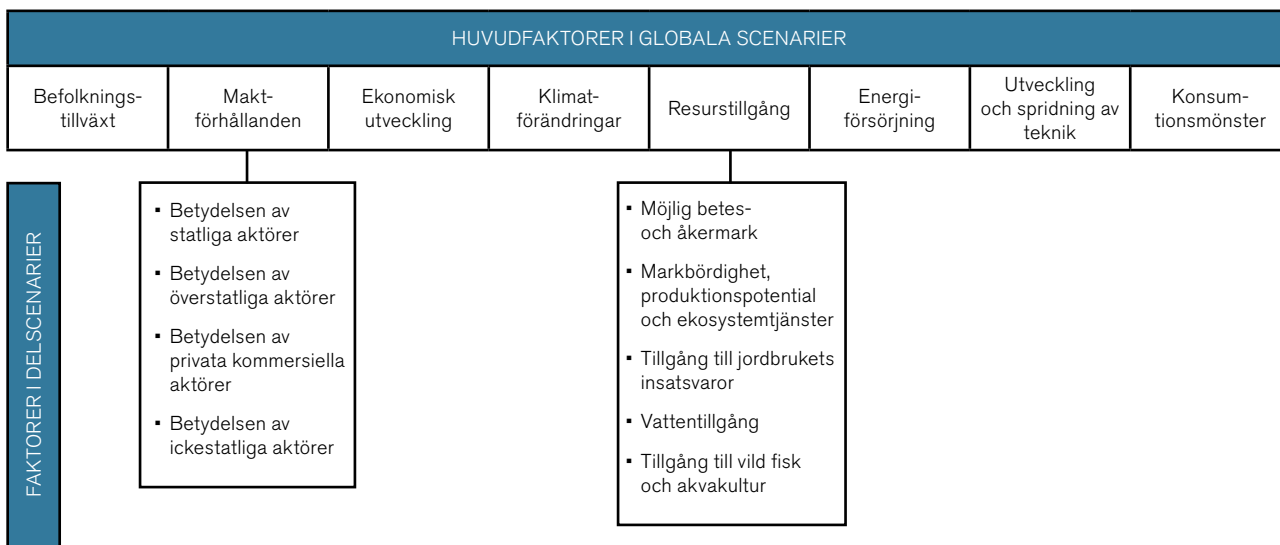 HUVUDFAKTORER I GLOBALA SCENARIER
Befolknings-
tillväxt
Makt-
förhållanden
Ekonomisk
utveckling
Klimat-
förändringar
Resurstillgång
Energi-
försörjning
Utveckling
och spridning av
teknik
Konsum-
tionsmönster
FAKTORER I DELSCENARIER
▪ Betydelsen av
statliga aktörer
▪ Betydelsen av
överstatliga aktörer
▪ Betydelsen av
privata kommersiella
aktörer
▪ Betydelsen av
ickestatliga aktörer
▪ Möjlig betes-
och åkermark
▪ Markbördighet,
produktionspotential
och ekosystemtjänster
▪ Tillgång till jordbrukets
insatsvaror
▪ Vattentillgång
▪ Tillgång till vild fisk
och akvakultur